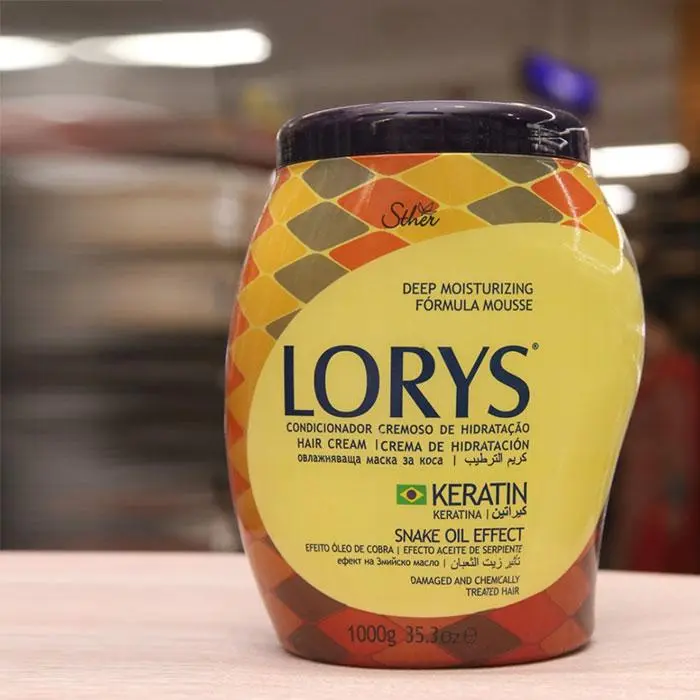 Sther
DEEP MOISTURIZING
FÓRMULA MOUSSE
LORYS®
CONDICIONADOR CREMOSO DE HIDRATAÇÃO
HAIR CREAM | CREMA DE HIDRATACIÓN
ОВЛАЖНЯВАЩА МАСКА ЗА КОСА | كريم الترطيب
KERATIN
KERATINA | كيراتين
SNAKE OIL EFFECT
EFEITO ÓLEO DE COBRA | EFECTO ACEITE DE SERPIENTE
ефект на Змийско масло | تأثير زيت الثعبان
DAMAGED AND CHEMICALLY
TREATED HAIR
1000g 35.3oz℮